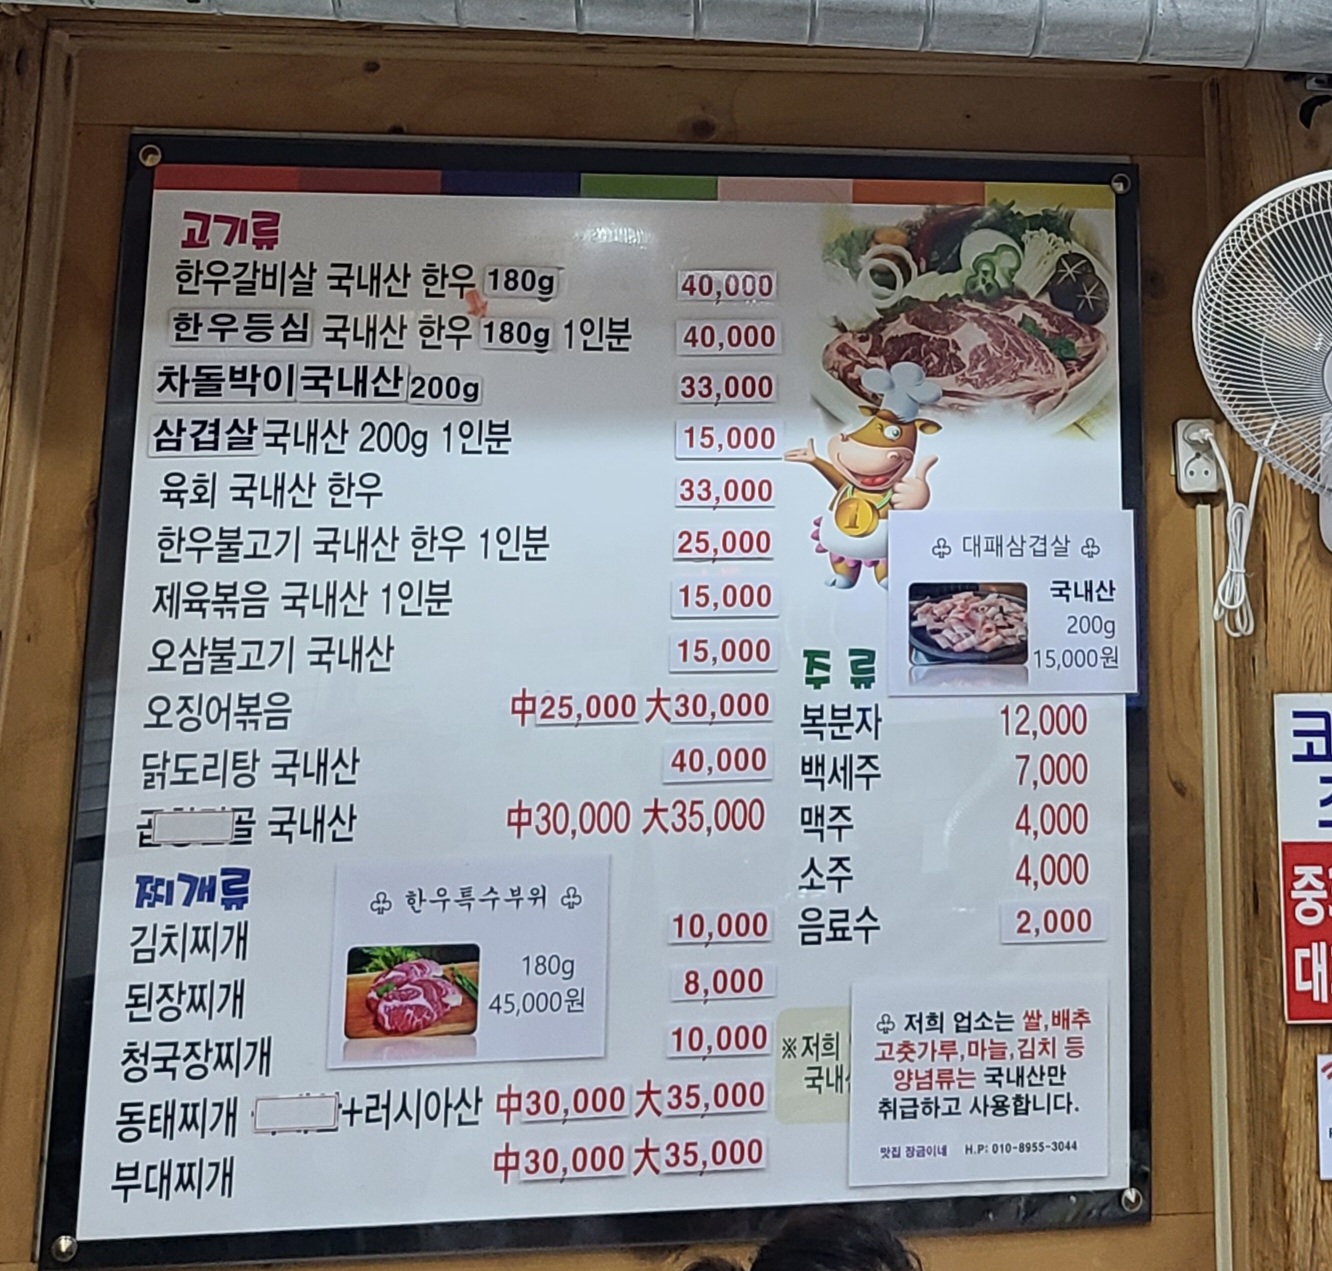 고기류
한우갈비살 국내산 한우 180g 40,000
한우등심 국내산 한우 180g 1인분 40,000
차돌박이국내산 200g 33,000
삼겹살국내산 200g 1인분 15,000
육회 국내산 한우 33,000
한우불고기 국내산 한우 1인분 25,000
제육볶음 국내산 1인분 15,000
오삼불고기 국내산 15,000
오징어볶음 中25,000 大30,000
닭도리탕 국내산 40,000
국내산 中30,000 大35,000
찌개류
김치찌개 10,000
된장찌개 8,000
청국장찌개 10,000
동태찌개 +러시아산 中30,000 大35,000
부대찌개 中30,000 大35,000
♧ 한우특수부위 ♧
180g
45,000원
1
♧ 대패삼겹살 ♧
국내산
200g
15,000원
주류
복분자 12,000
백세주 7,000
맥주 4,000
소주 4,000
음료수 2,000
※저희
♧ 저희 업소는 쌀,배추
고춧가루,마늘,김치 등
양념류는 국내산만
취급하고 사용합니다.
맛집 장금이네 H.P: 010-8955-3044